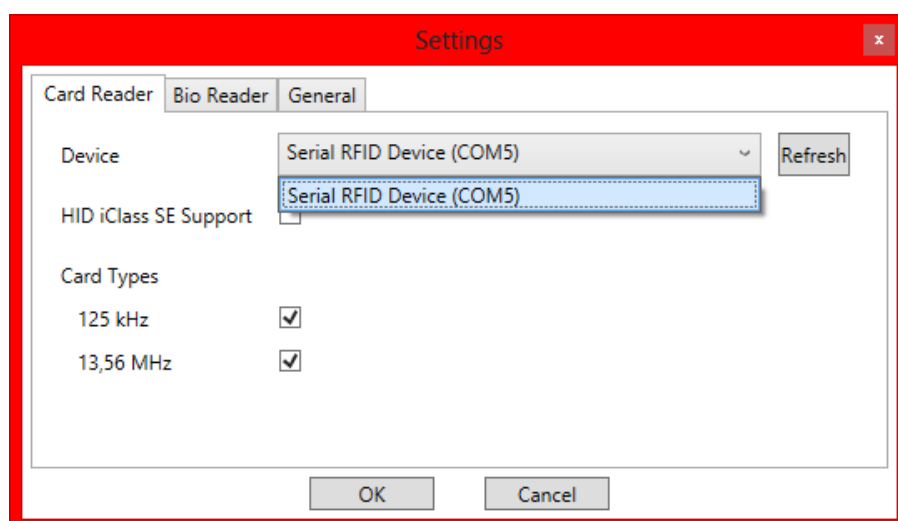 Settings
x
Card Reader Bio Reader General
Device Serial RFID Device (COM5) Refresh
Serial RFID Device (COM5)
HID iClass SE Support
Card Types
125 kHz
13,56 MHz
OK Cancel